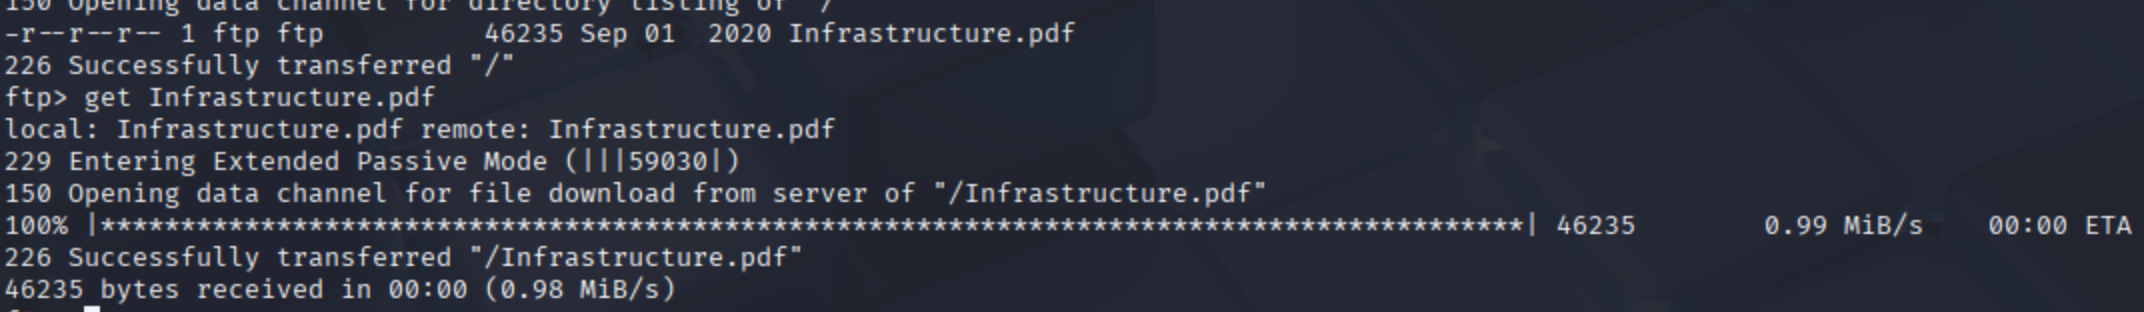 150 Opening data channel for directory listing of "/"
-r--r--r-- 1 ftp ftp          46235 Sep 01  2020 Infrastructure.pdf
226 Successfully transferred "/"
ftp> get Infrastructure.pdf
local: Infrastructure.pdf remote: Infrastructure.pdf
229 Entering Extended Passive Mode (|||59030|)
150 Opening data channel for file download from server of "/Infrastructure.pdf"
100% |*****************************************************************************************| 46235        0.99 MiB/s    00:00 ETA
226 Successfully transferred "/Infrastructure.pdf"
46235 bytes received in 00:00 (0.98 MiB/s)